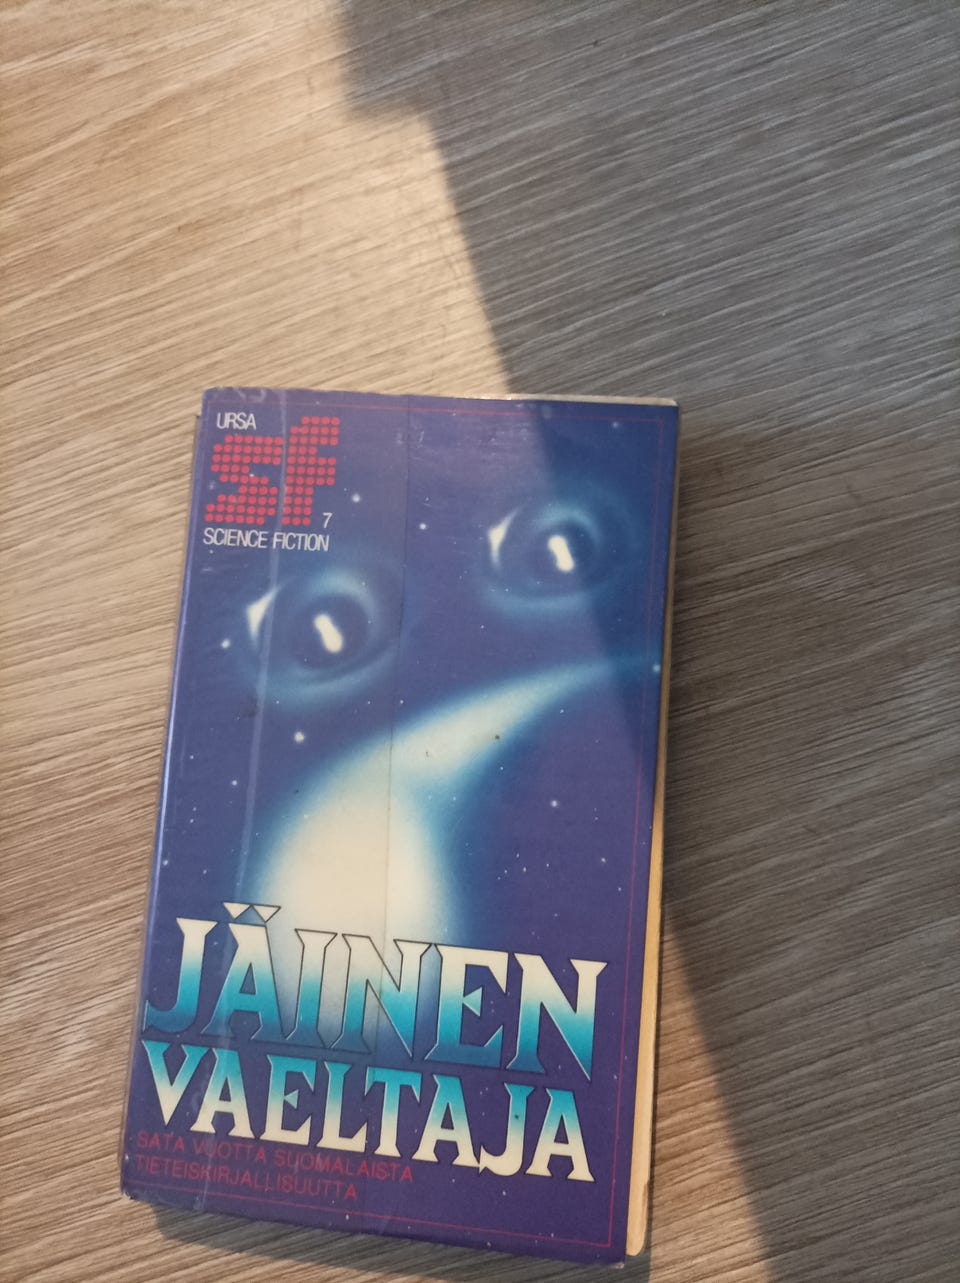 URSA
sf
7
SCIENCE FICTION
JÄINEN
VAELTAJA
SATA VUOTTA SUOMALAISTA
TIETEISKIRJALLISUUTTA